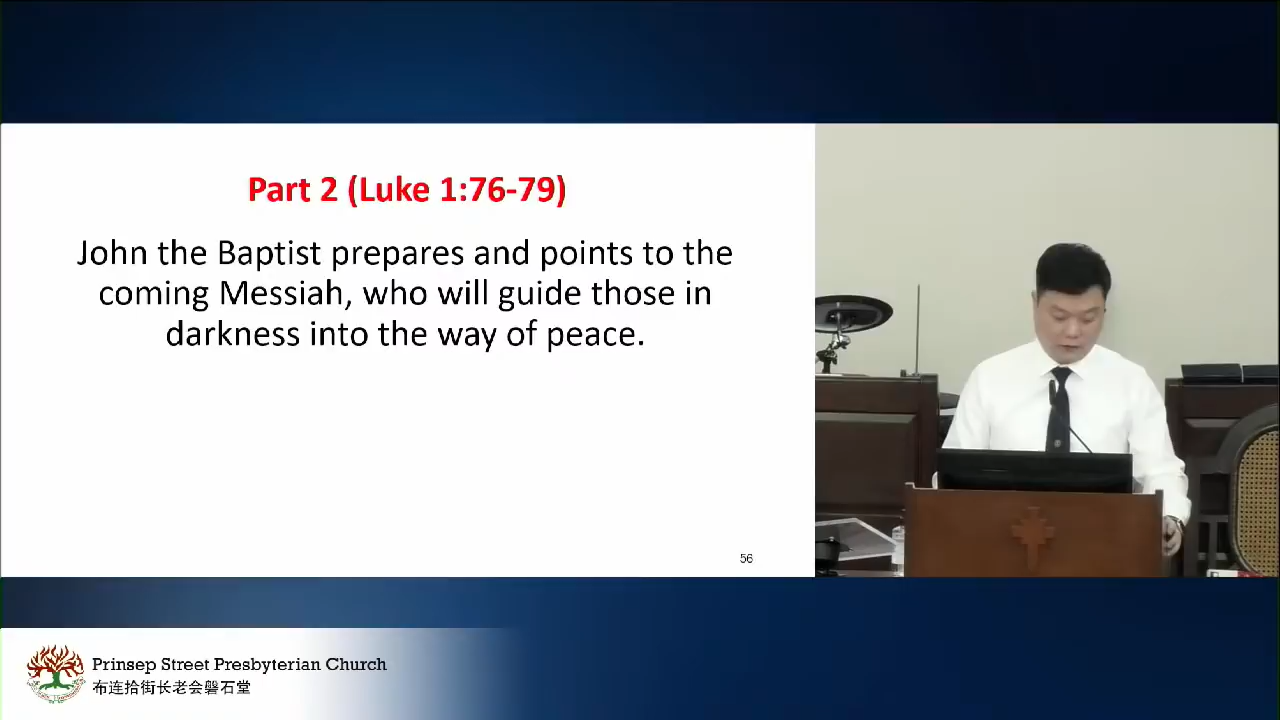 Part 2 (Luke 1:76-79)
John the Baptist prepares and points to the
coming Messiah, who will guide those in
darkness into the way of peace.
56
Prinsep Street Presbyterian Church
布连拾街长老会磐石堂